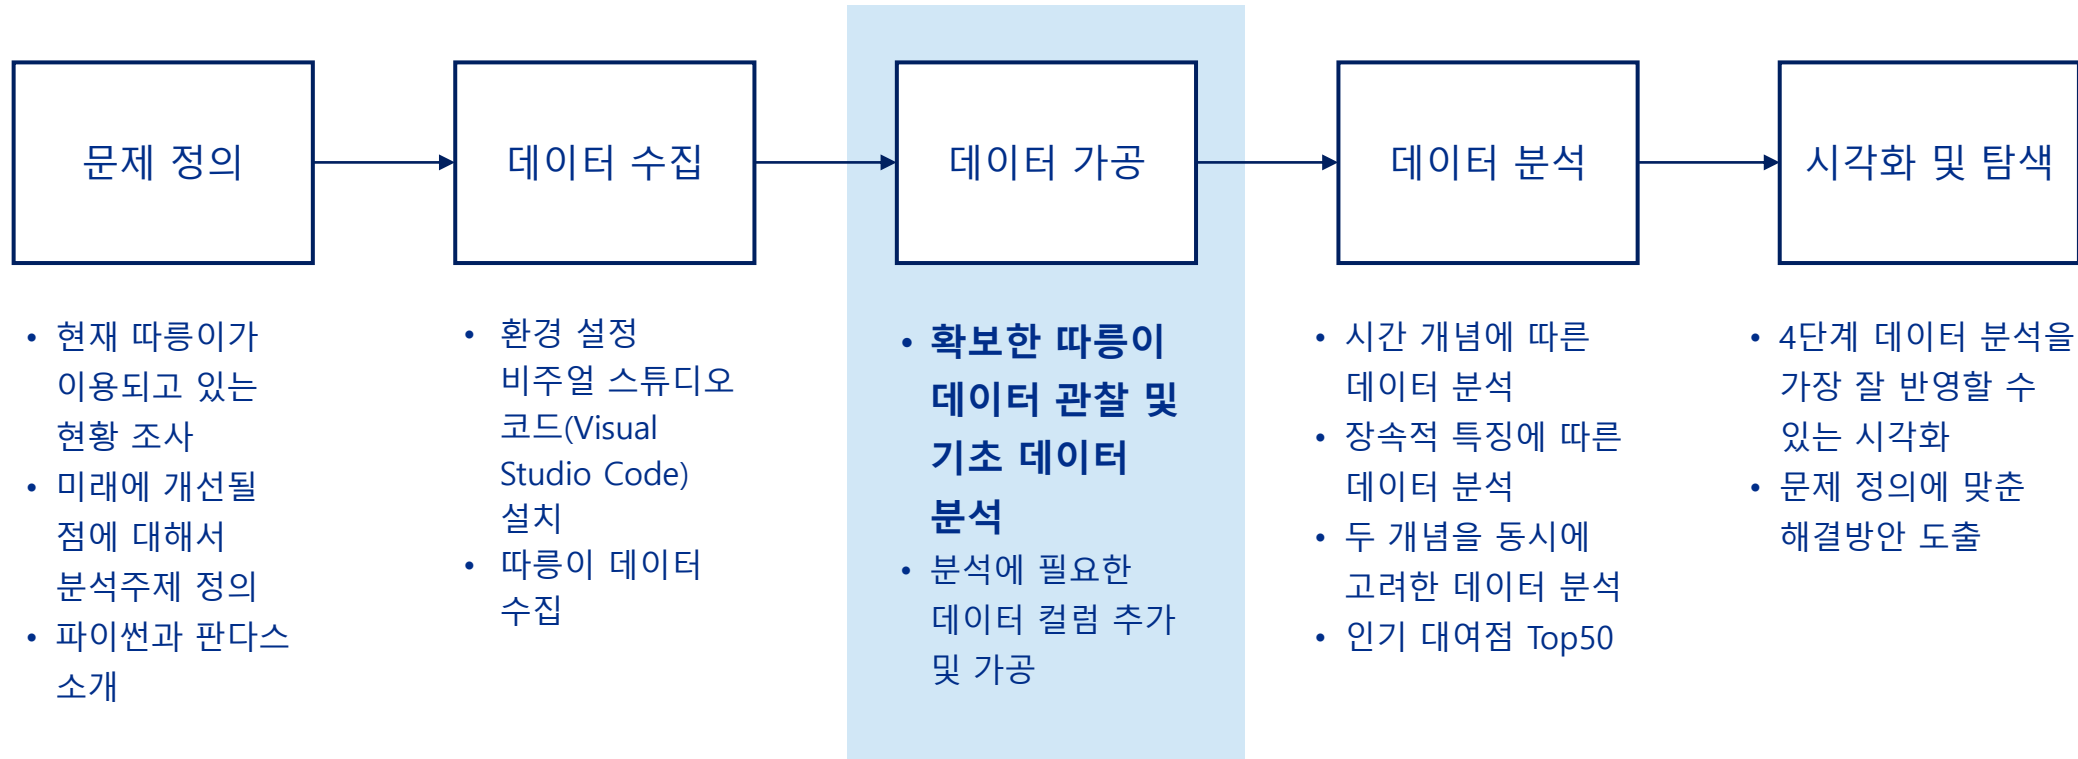 문제 정의
데이터 수집
데이터 가공
데이터 분석
시각화 및 탐색
• 현재 따릉이가
이용되고 있는
현황 조사
• 미래에 개선될
점에 대해서
분석주제 정의
• 파이썬과 판다스
소개
• 환경 설정
비주얼 스튜디오
코드(Visual
Studio Code)
설치
• 따릉이 데이터
수집
• 확보한 따릉이
데이터 관찰 및
기초 데이터
분석
• 분석에 필요한
데이터 컬럼 추가
및 가공
• 시간 개념에 따른
데이터 분석
• 장속적 특징에 따른
데이터 분석
• 두 개념을 동시에
고려한 데이터 분석
• 인기 대여점 Top50
• 4단계 데이터 분석을
가장 잘 반영할 수
있는 시각화
• 문제 정의에 맞춘
해결방안 도출